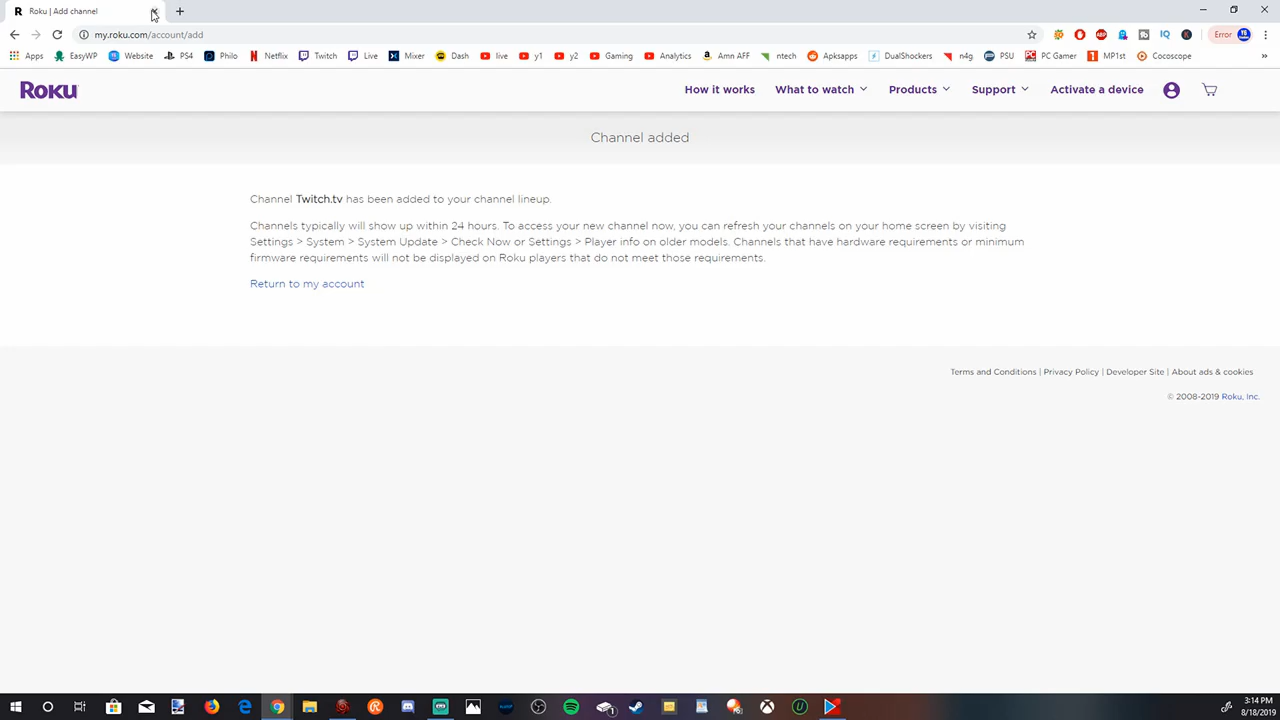 R Roku | Add channel
my.roku.com/account/add
Error
Apps EasyWP Website PS4 Philo Netflix Twitch Live Mixer Dash live y1 y2 Gaming Analytics Amn AFF ntech Apksapps DualShockers n4g PSU PC Gamer MP1st Cocoscope »
ROKU How it works What to watch Products Support Activate a device
Channel added
Channel Twitch.tv has been added to your channel lineup.
Channels typically will show up within 24 hours. To access your new channel now, you can refresh your channels on your home screen by visiting
Settings > System > System Update > Check Now or Settings > Player info on older models. Channels that have hardware requirements or minimum
firmware requirements will not be displayed on Roku players that do not meet those requirements.
Return to my account
Terms and Conditions | Privacy Policy | Developer Site | About ads & cookies
© 2008-2019 Roku, Inc.
3:14 PM
8/18/2019